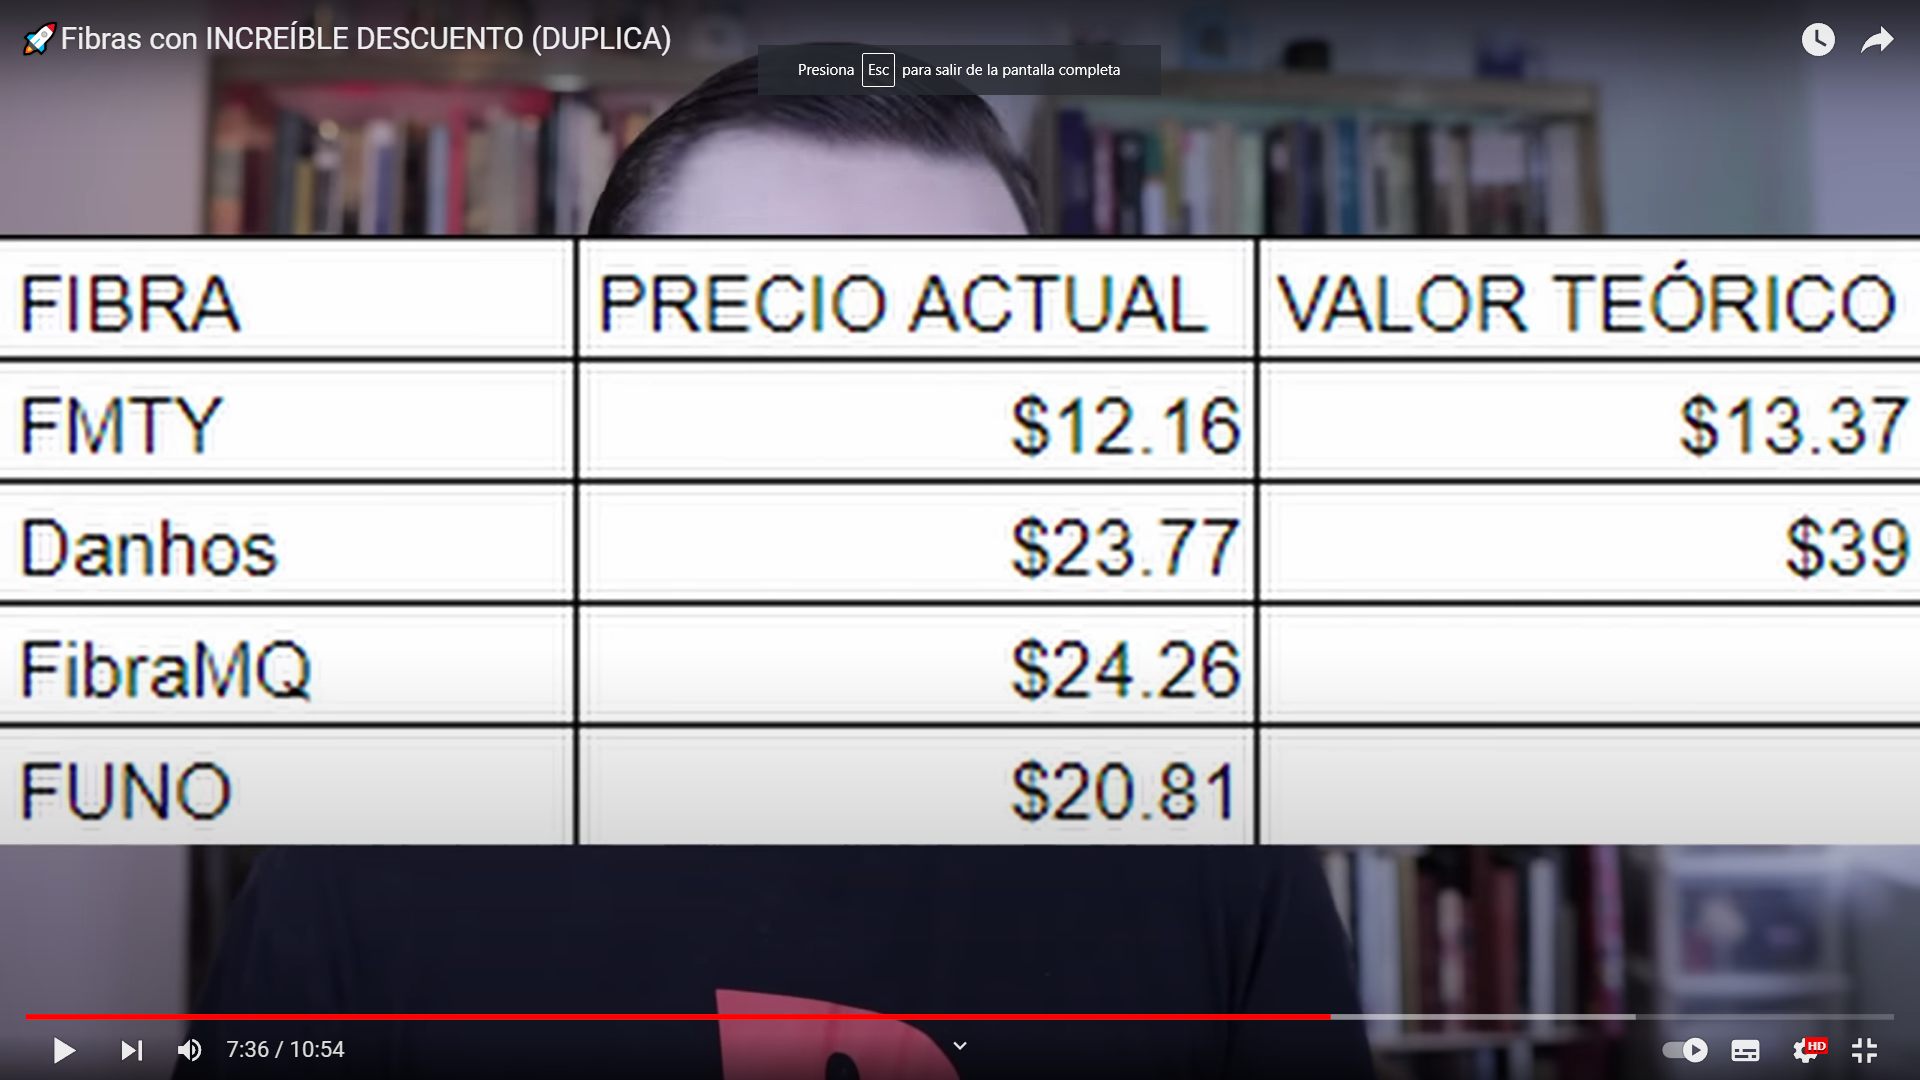 🚀Fibras con INCREÍBLE DESCUENTO (DUPLICA)
Presiona Esc para salir de la pantalla completa
FIBRA PRECIO ACTUAL VALOR TEÓRICO
FMTY $12.16 $13.37
Danhos $23.77 $39
FibraMQ $24.26
FUNO $20.81
7:36 / 10:54
HD